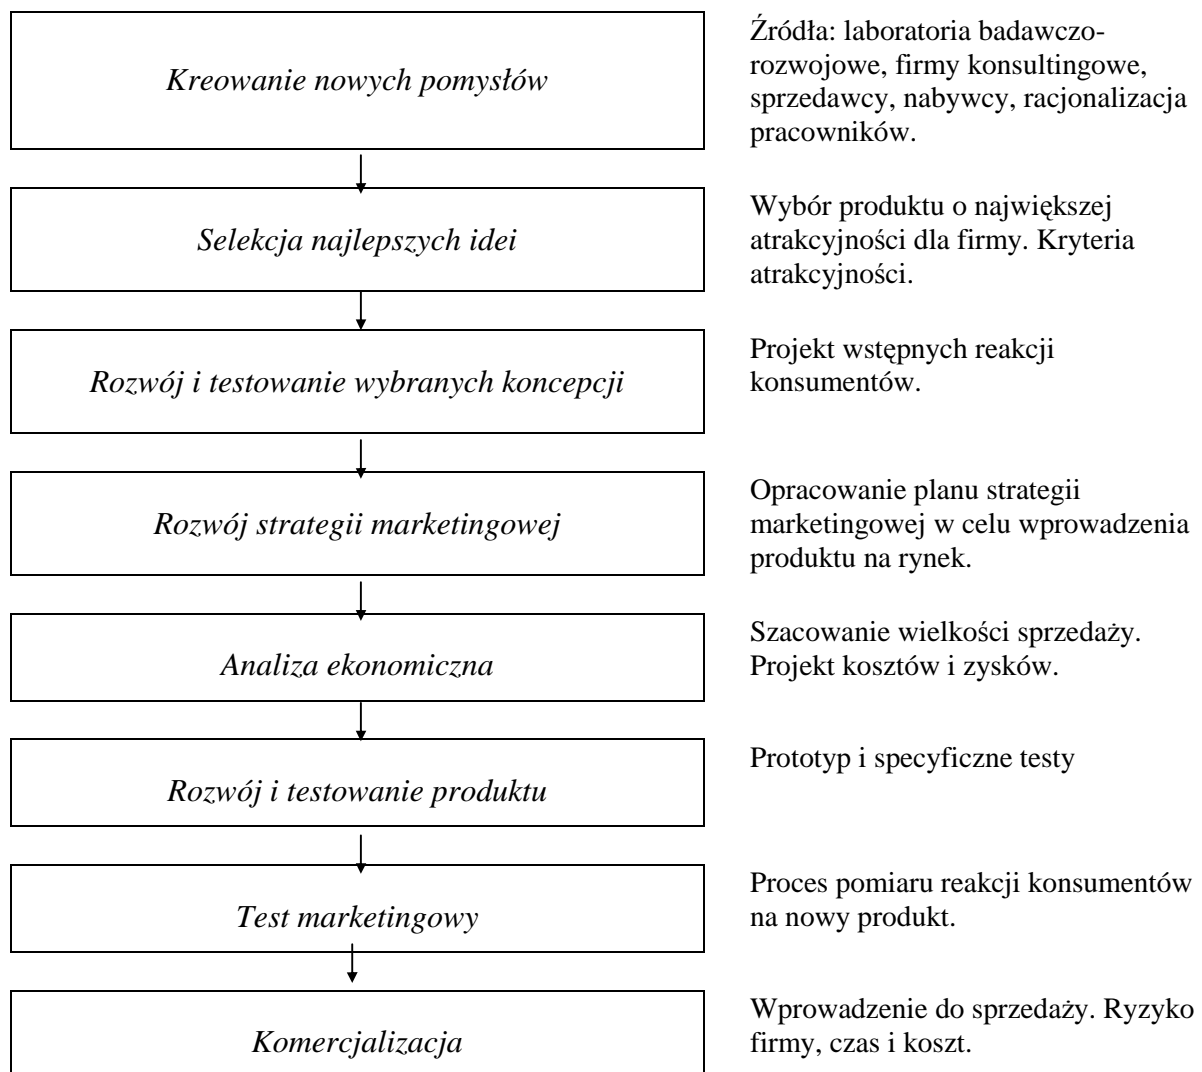 Kreowanie nowych pomysłów
Źródła: laboratoria badawczo-
rozwojowe, firmy konsultingowe,
sprzedawcy, nabywcy, racjonalizacja
pracowników.
Selekcja najlepszych idei
Wybór produktu o największej
atrakcyjności dla firmy. Kryteria
atrakcyjności.
Rozwój i testowanie wybranych koncepcji
Projekt wstępnych reakcji
konsumentów.
Rozwój strategii marketingowej
Opracowanie planu strategii
marketingowej w celu wprowadzenia
produktu na rynek.
Analiza ekonomiczna
Szacowanie wielkości sprzedaży.
Projekt kosztów i zysków.
Rozwój i testowanie produktu
Prototyp i specyficzne testy
Test marketingowy
Proces pomiaru reakcji konsumentów
na nowy produkt.
Komercjalizacja
Wprowadzenie do sprzedaży. Ryzyko
firmy, czas i koszt.